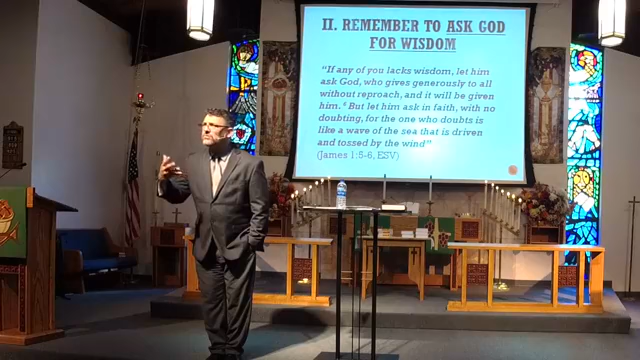 II. REMEMBER TO ASK GOD
FOR WISDOM
“If any of you lacks wisdom, let him
ask God, who gives generously to all
without reproach, and it will be given
him. ⁶ But let him ask in faith, with no
doubting, for the one who doubts is
like a wave of the sea that is driven
and tossed by the wind”
(James 1:5-6, ESV)